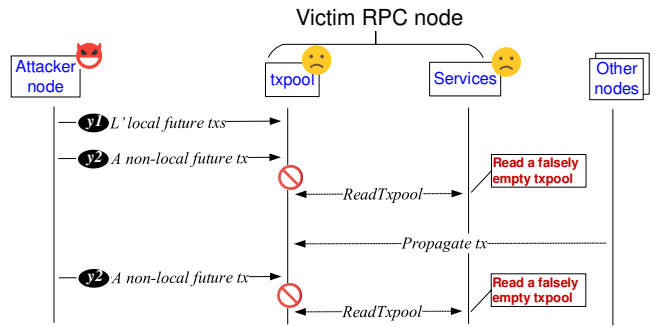 Victim RPC node
Attacker
node
txpool
Services
Other
nodes
y1 L' local future txs
y2 A non-local future tx
Read a falsely
empty txpool
ReadTxpool
Propagate tx
y2 A non-local future tx
Read a falsely
empty txpool
ReadTxpool